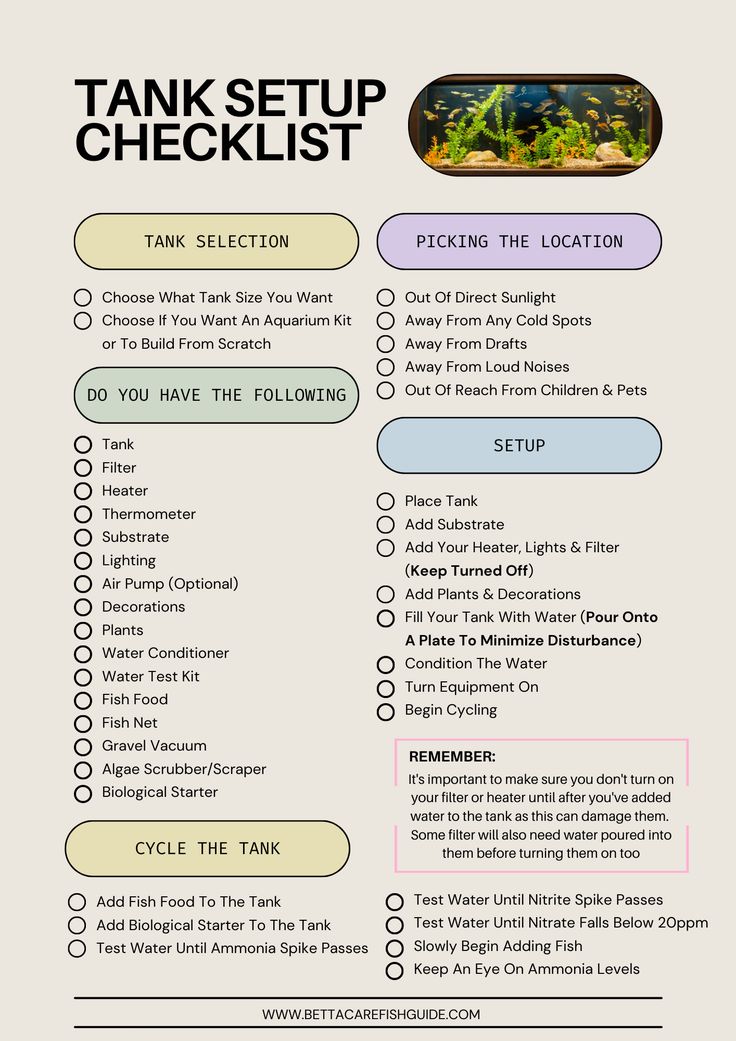 TANK SETUP
CHECKLIST
TANK SELECTION
Choose What Tank Size You Want
Choose If You Want An Aquarium Kit
or To Build From Scratch
DO YOU HAVE THE FOLLOWING
Tank
Filter
Heater
Thermometer
Substrate
Lighting
Air Pump (Optional)
Decorations
Plants
Water Conditioner
Water Test Kit
Fish Food
Fish Net
Gravel Vacuum
Algae Scrubber/Scraper
Biological Starter
PICKING THE LOCATION
Out Of Direct Sunlight
Away From Any Cold Spots
Away From Drafts
Away From Loud Noises
Out Of Reach From Children & Pets
SETUP
Place Tank
Add Substrate
Add Your Heater, Lights & Filter
(Keep Turned Off)
Add Plants & Decorations
Fill Your Tank With Water (Pour Onto
A Plate To Minimize Disturbance)
Condition The Water
Turn Equipment On
Begin Cycling
REMEMBER:
It's important to make sure you don't turn on
your filter or heater until after you've added
water to the tank as this can damage them.
Some filter will also need water poured into
them before turning them on too
CYCLE THE TANK
Add Fish Food To The Tank
Add Biological Starter To The Tank
Test Water Until Ammonia Spike Passes
Test Water Until Nitrite Spike Passes
Test Water Until Nitrate Falls Below 20ppm
Slowly Begin Adding Fish
Keep An Eye On Ammonia Levels
WWW.BETTACAREFISHGUIDE.COM